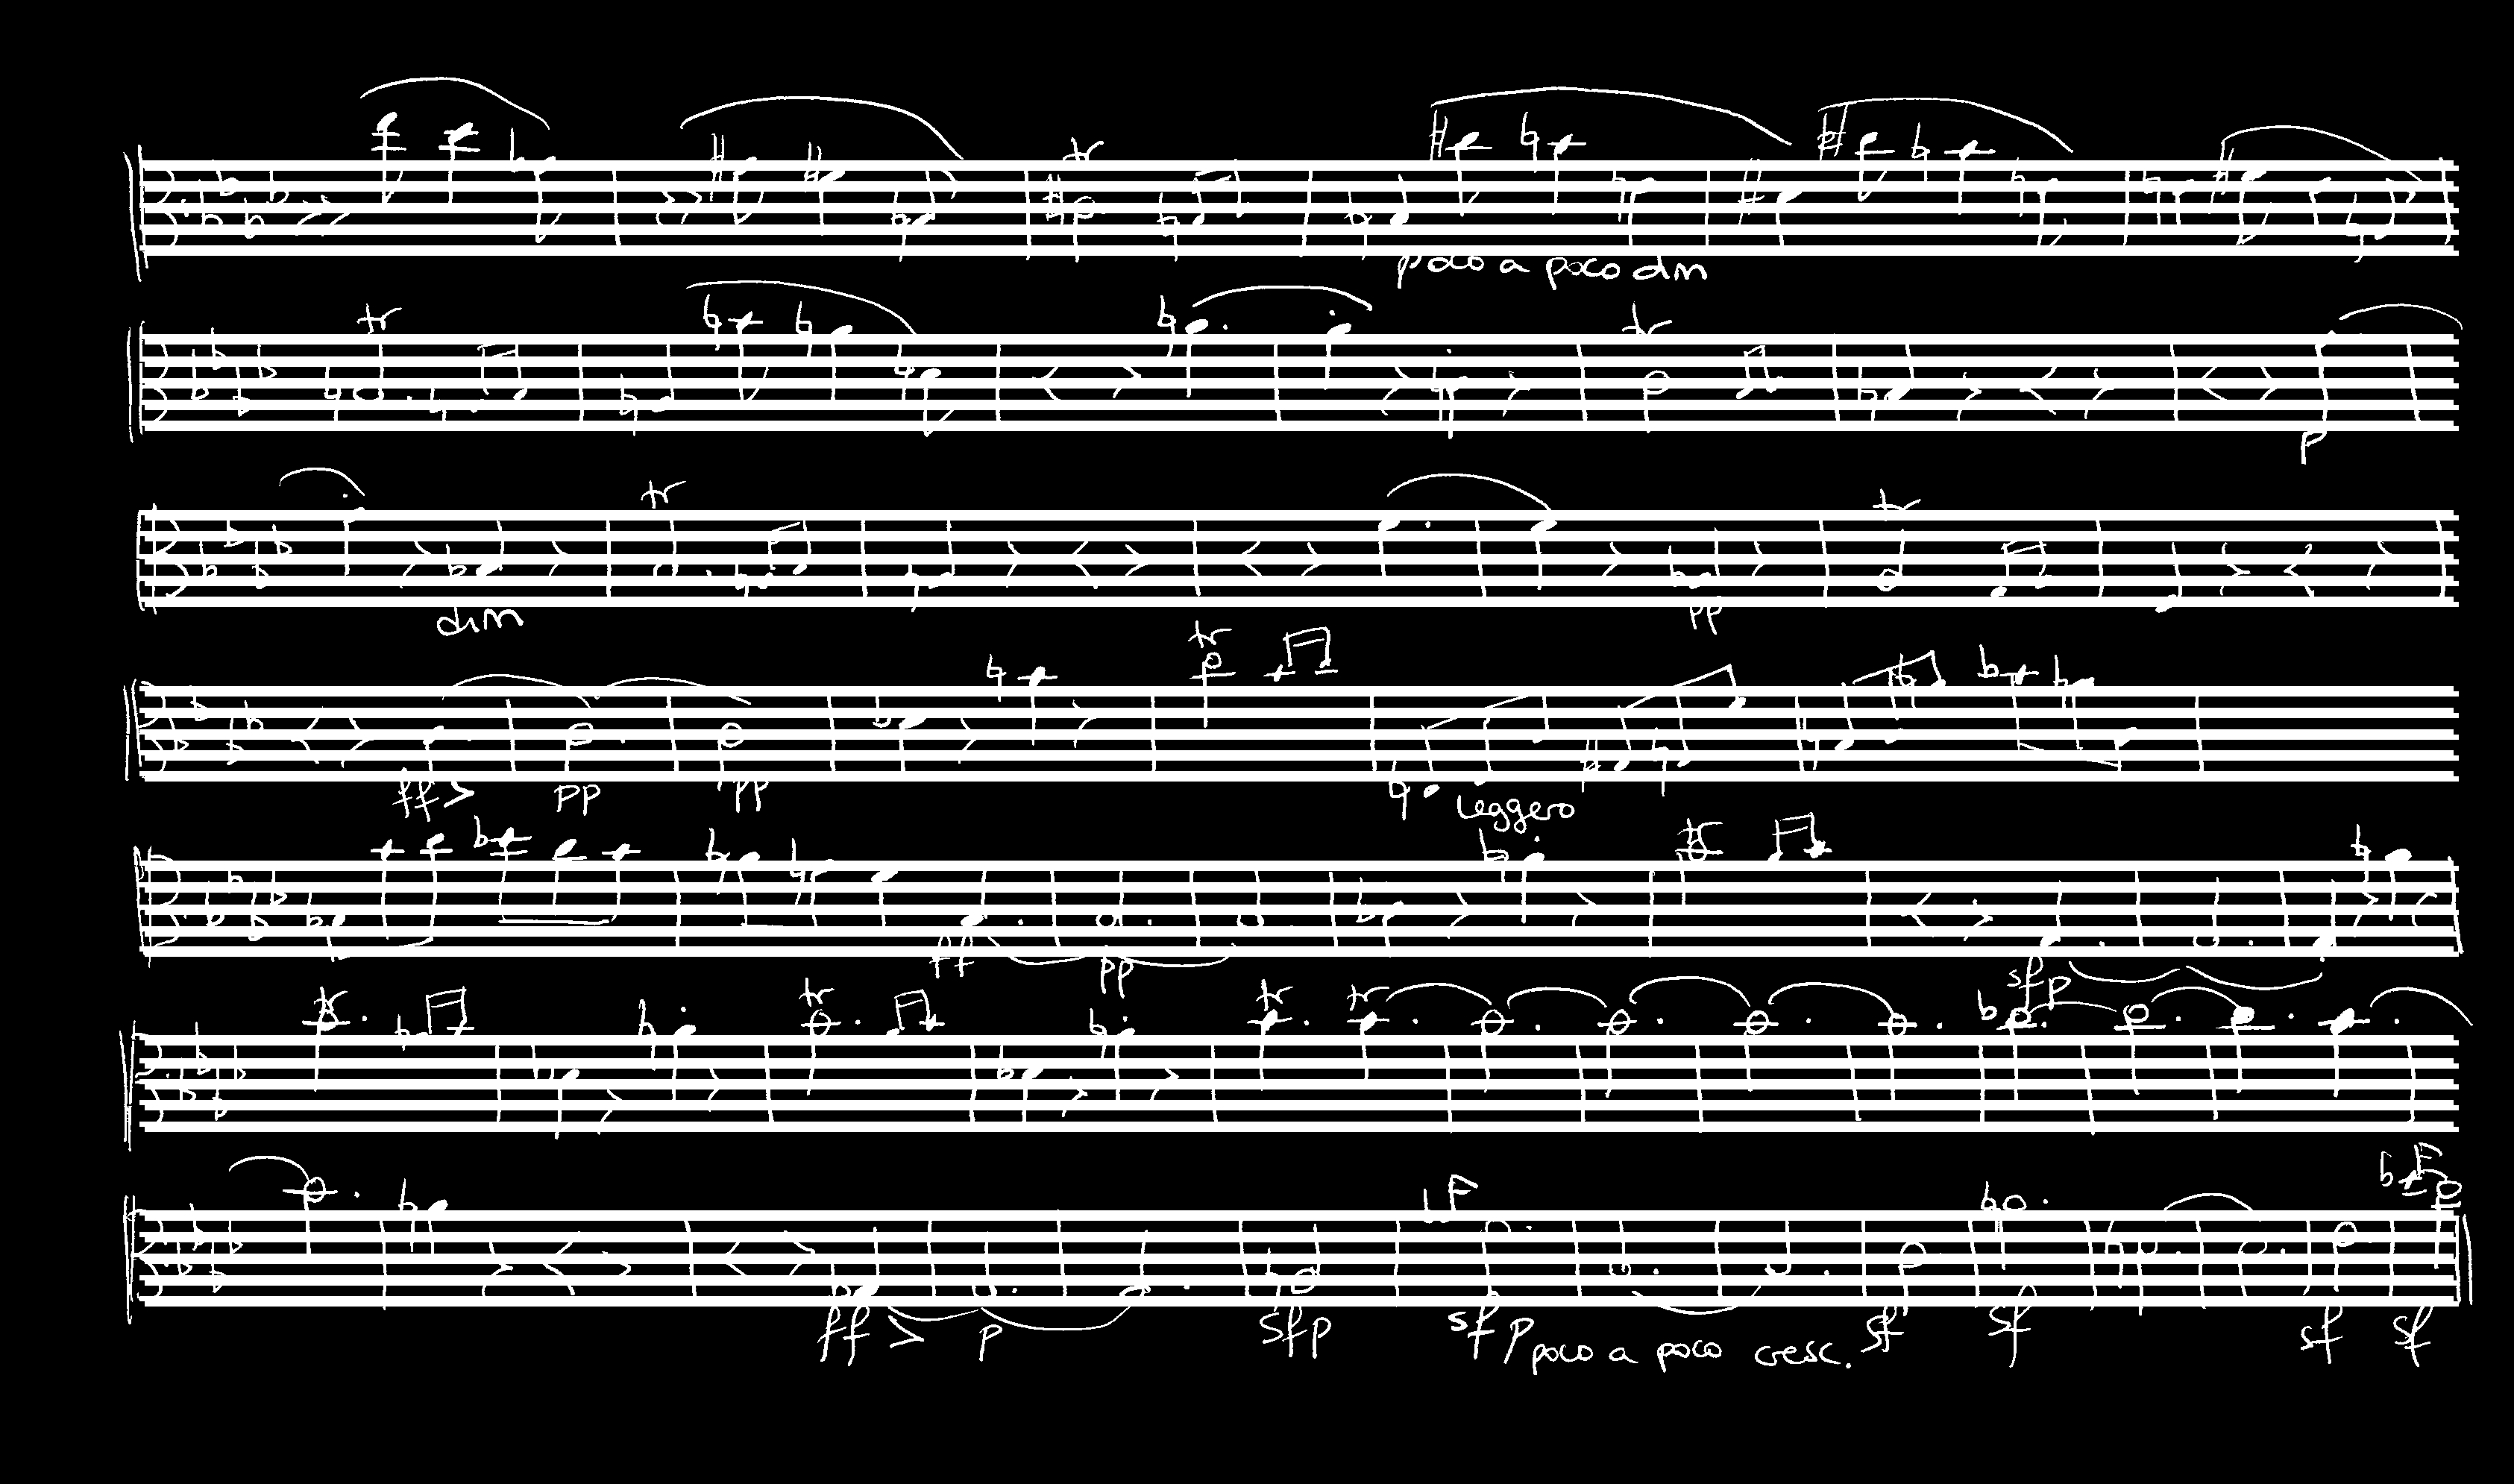 tr
poco a poco dim
tr tr
p
tr tr
dim pp
tr
ff > pp pp leggero
tr
ff pp sfp
tr tr tr tr
ff > p sfp sf p poco a poco cresc. sf sf sf sf